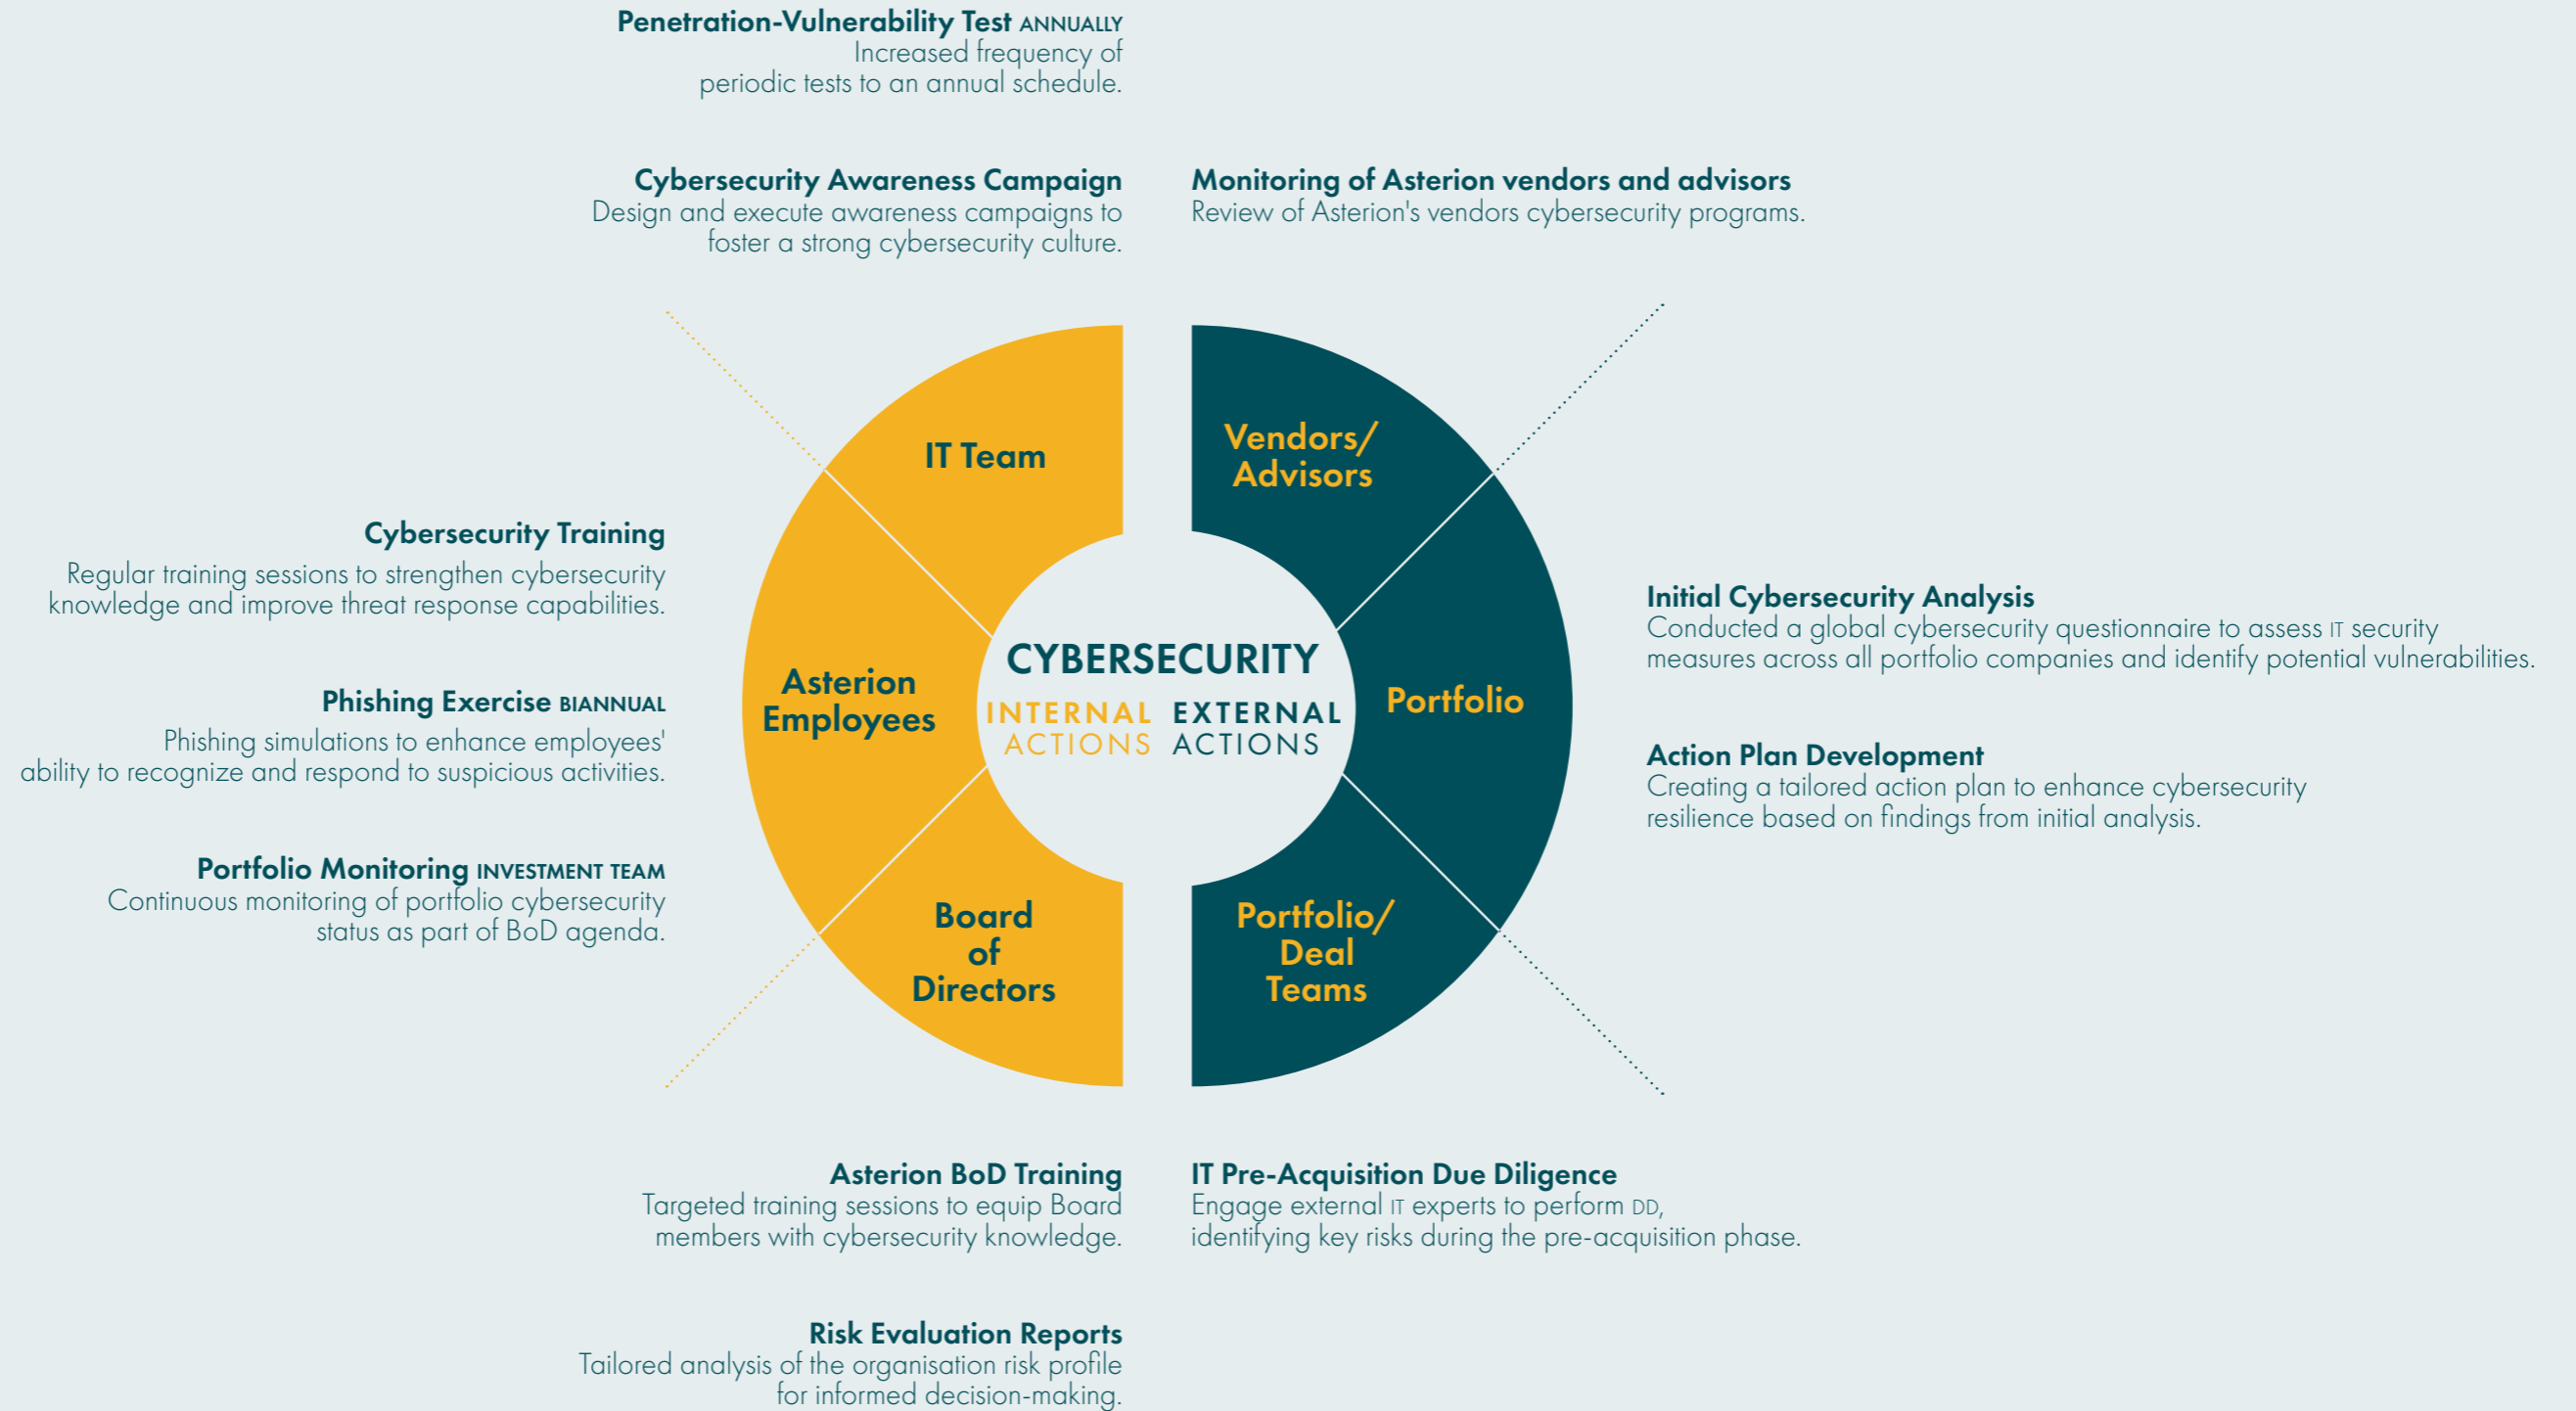 Penetration-Vulnerability Test ANNUALLY
Increased frequency of
periodic tests to an annual schedule.
Cybersecurity Awareness Campaign
Design and execute awareness campaigns to
foster a strong cybersecurity culture.
Monitoring of Asterion vendors and advisors
Review of Asterion's vendors cybersecurity programs.
IT Team
Vendors/
Advisors
Cybersecurity Training
Regular training sessions to strengthen cybersecurity
knowledge and improve threat response capabilities.
Phishing Exercise BIANNUAL
Phishing simulations to enhance employees'
ability to recognize and respond to suspicious activities.
Portfolio Monitoring INVESTMENT TEAM
Continuous monitoring of portfolio cybersecurity
status as part of BoD agenda.
Asterion
Employees
CYBERSECURITY
INTERNAL
ACTIONS
EXTERNAL
ACTIONS
Portfolio
Initial Cybersecurity Analysis
Conducted a global cybersecurity questionnaire to assess IT security
measures across all portfolio companies and identify potential vulnerabilities.
Action Plan Development
Creating a tailored action plan to enhance cybersecurity
resilience based on findings from initial analysis.
Board
of
Directors
Portfolio/
Deal
Teams
Asterion BoD Training
Targeted training sessions to equip Board
members with cybersecurity knowledge.
Risk Evaluation Reports
Tailored analysis of the organisation risk profile
for informed decision-making.
IT Pre-Acquisition Due Diligence
Engage external IT experts to perform DD,
identifying key risks during the pre-acquisition phase.